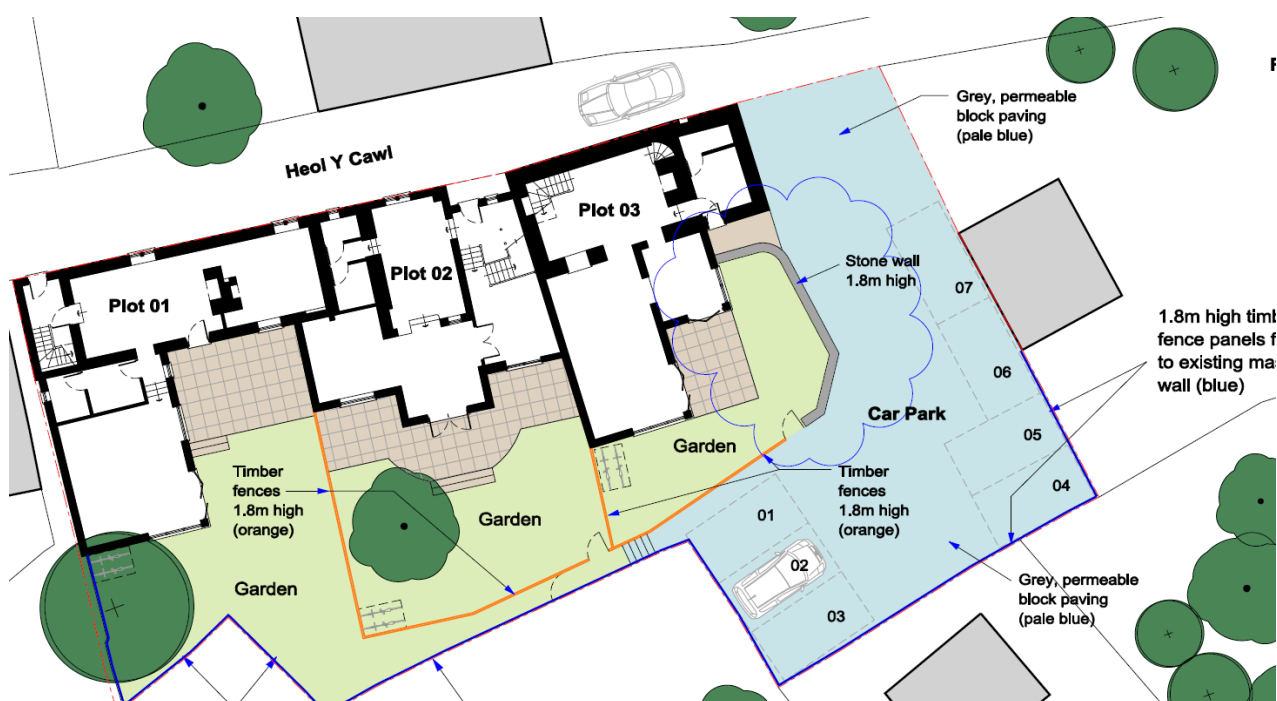 Grey, permeable
block paving
(pale blue)
Heol Y Cawl
Plot 03
Plot 02
Plot 01
Stone wall
1.8m high
07
06
05
04
Car Park
fence panels
to existing
wall (blue)
1.8m high
Garden
Timber
fences
1.8m high
(orange)
Garden
Timber
fences
1.8m high
(orange)
01
02
03
Garden
Grey, permeable
block paving
(pale blue)